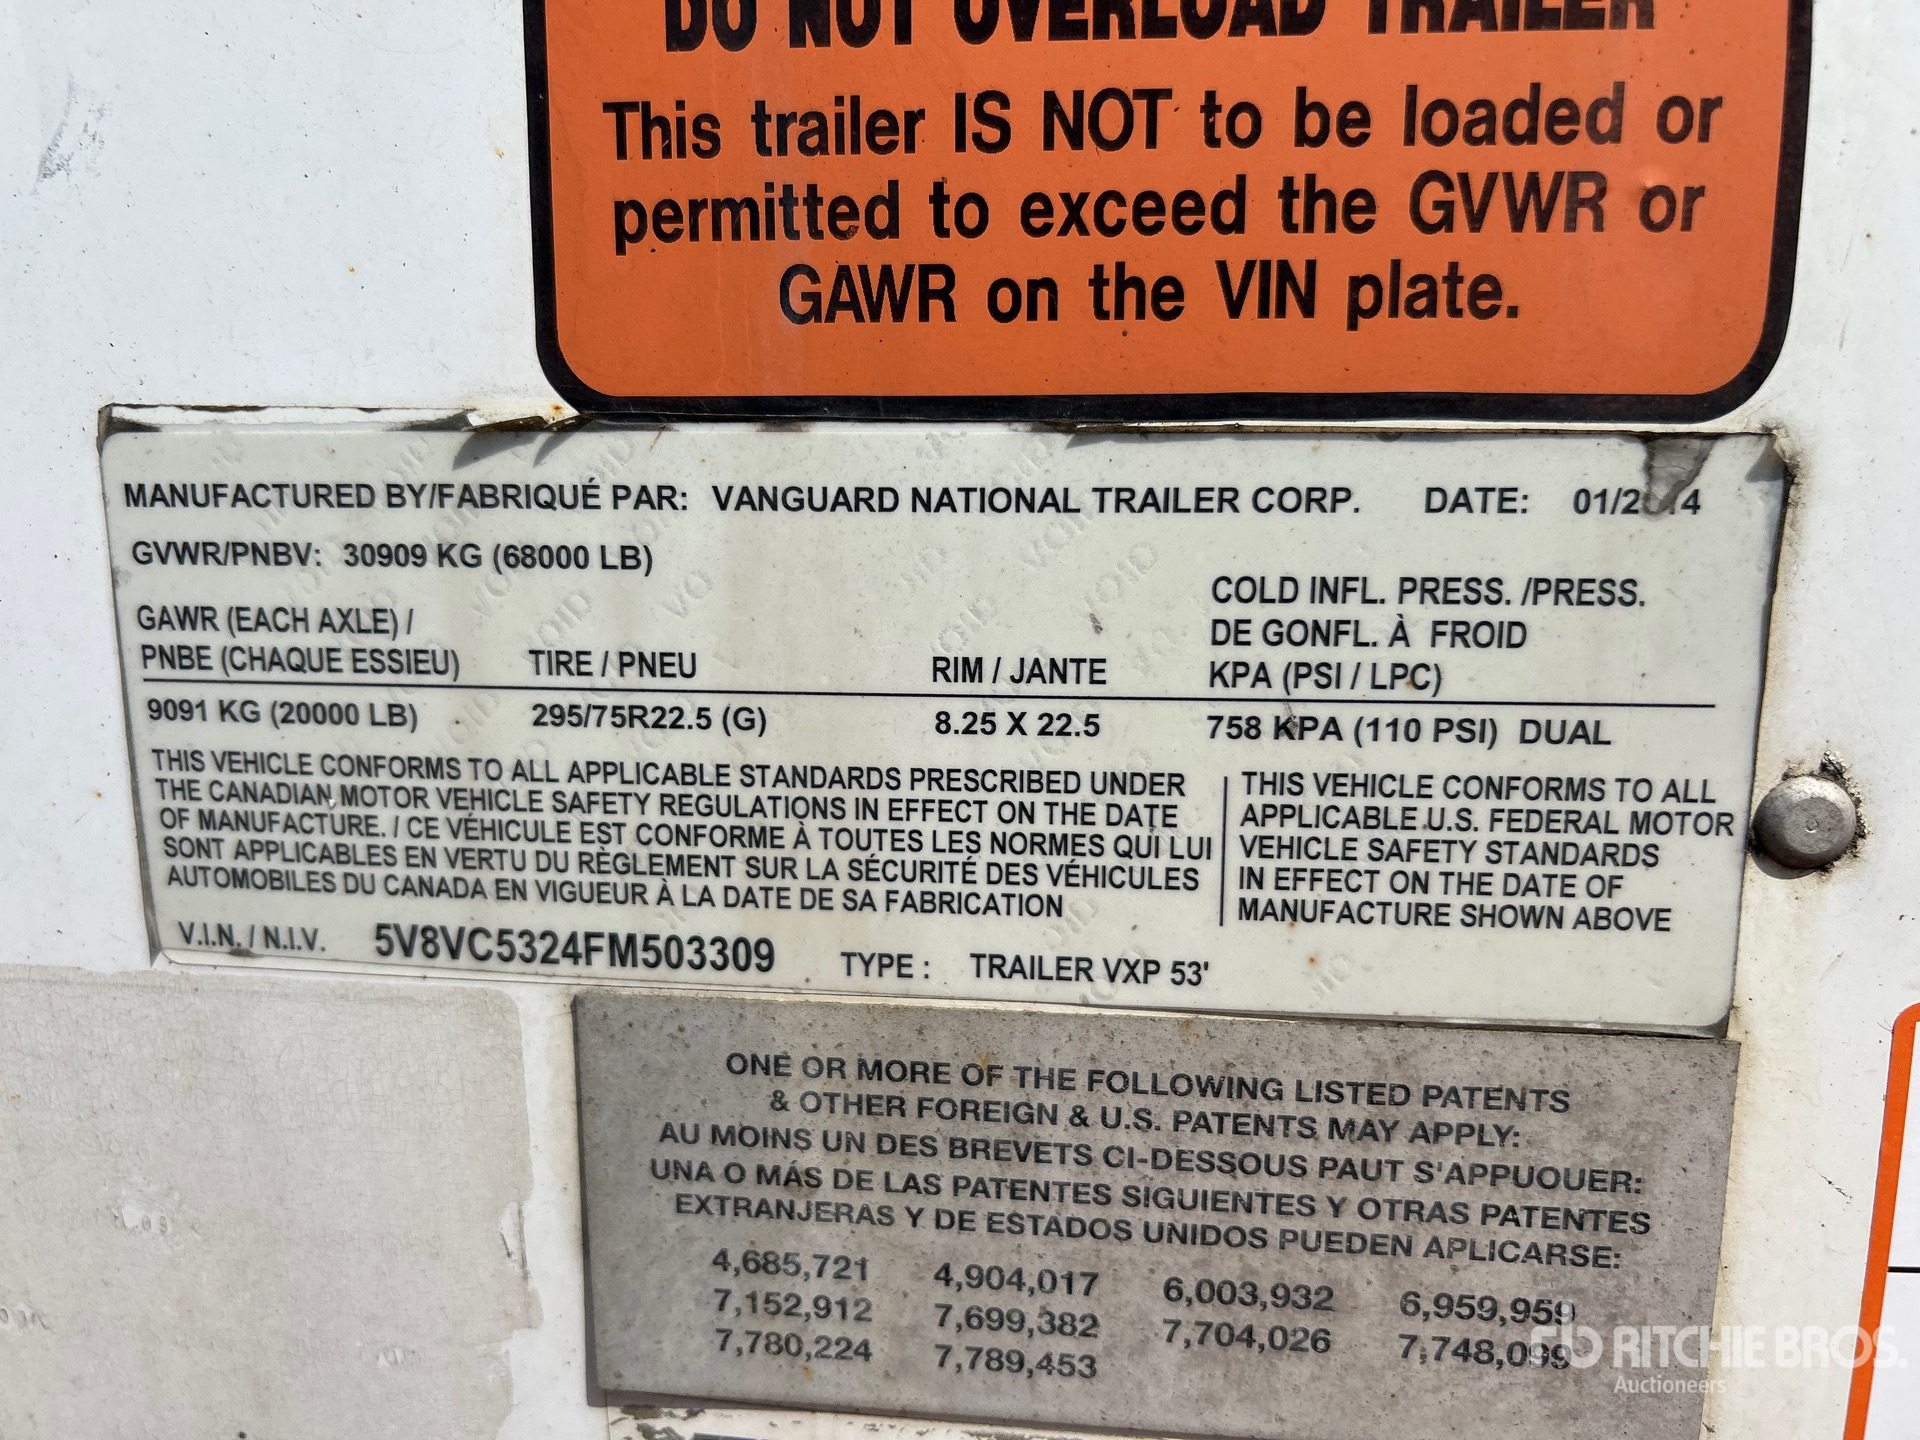 DO NOT OVERLOAD TRAILER
This trailer IS NOT to be loaded or
permitted to exceed the GVWR or
GAWR on the VIN plate.
MANUFACTURED BY/FABRIQUÉ PAR: VANGUARD NATIONAL TRAILER CORP. DATE:
GVWR/PNBV: 30909 KG (68000 LB)
GAWR (EACH AXLE) /
PNBE (CHAQUE ESSIEU) TIRE / PNEU RIM / JANTE
COLD INFL. PRESS. /PRESS.
DE GONFL. À FROID
KPA (PSI / LPC)
9091 KG (20000 LB) 295/75R22.5 (G) 8.25 X 22.5 758 KPA (110 PSI) DUAL
THIS VEHICLE CONFORMS TO ALL APPLICABLE STANDARDS PRESCRIBED UNDER
THE CANADIAN MOTOR VEHICLE SAFETY REGULATIONS IN EFFECT ON THE DATE
OF MANUFACTURE. / CE VÉHICULE EST CONFORME À TOUTES LES NORMES QUI LUI
SONT APPLICABLES EN VERTU DU RÈGLEMENT SUR LA SÉCURITÉ DES VÉHICULES
AUTOMOBILES DU CANADA EN VIGUEUR À LA DATE DE SA FABRICATION
THIS VEHICLE CONFORMS TO ALL
APPLICABLE U.S. FEDERAL MOTOR
VEHICLE SAFETY STANDARDS
IN EFFECT ON THE DATE OF
MANUFACTURE SHOWN ABOVE
V.I.N. / N.I.V. 5V8VC5324FM503309 TYPE : TRAILER VXP 53'
ONE OR MORE OF THE FOLLOWING LISTED PATENTS
& OTHER FOREIGN & U.S. PATENTS MAY APPLY:
AU MOINS UN DES BREVETS CI-DESSOUS PAUT S'APPUOUER:
UNA O MÁS DE LAS PATENTES SIGUIENTES Y OTRAS PATENTES
EXTRANJERAS Y DE ESTADOS UNIDOS PUEDEN APLICARSE:
4,685,721 4,904,017 6,003,932 6,959,959
7,152,912 7,699,382 7,704,026 7,748,099
7,780,224 7,789,453
rb RITCHIE BROS.
Auctioneers